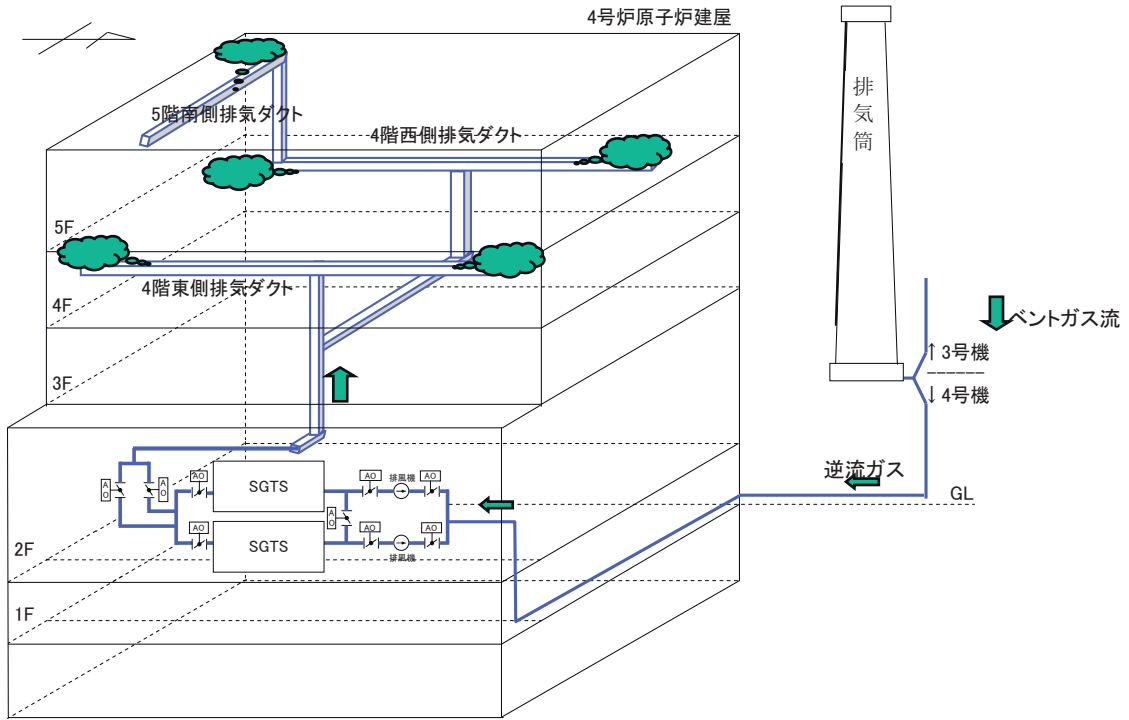 4号炉原子炉建屋
排気筒
5階南側排気ダクト
4階西側排気ダクト
5F
4階東側排気ダクト
4F
ベントガス流
↑3号機
↓4号機
3F
逆流ガス
GL
AO
AO
AO
SGTS
AO
排風機
AO
AO
AO
SGTS
AO
排風機
AO
2F
1F